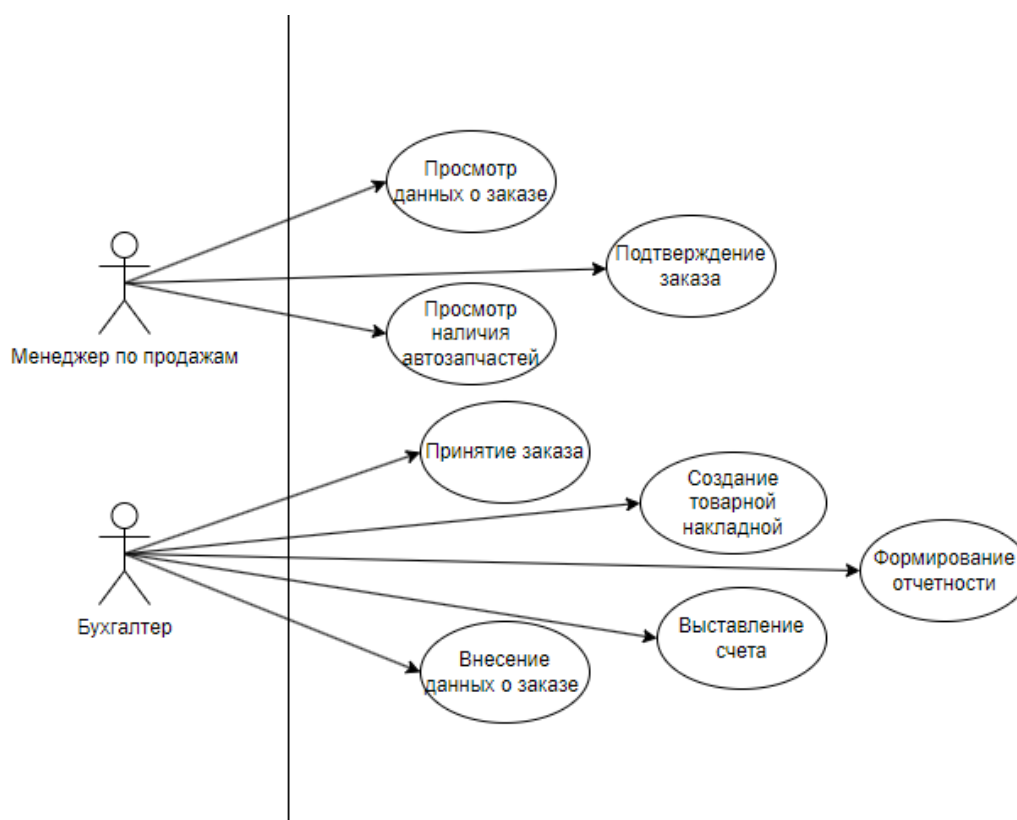 Просмотр
данных о заказе
Подтверждение
заказа
Просмотр
наличия
автозапчастей
Менеджер по продажам
Принятие заказа
Создание
товарной
накладной
Формирование
отчетности
Выставление
счета
Бухгалтер
Внесение
данных о заказе